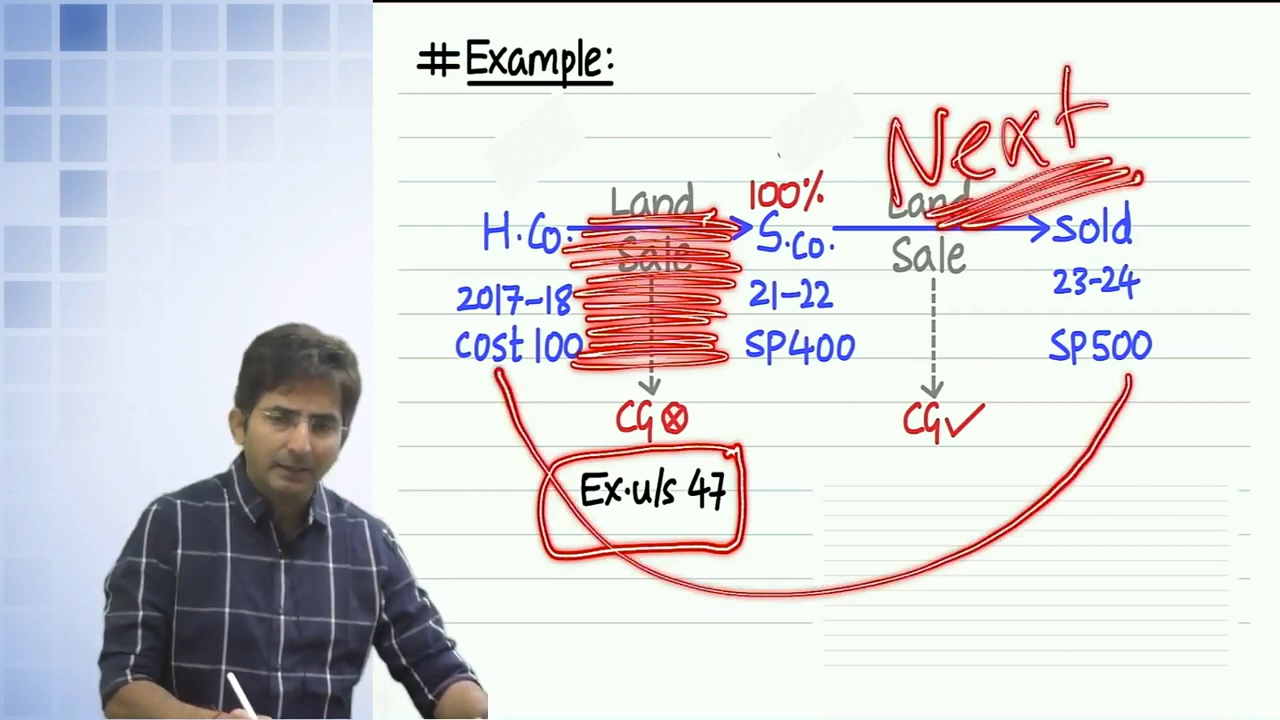 #Example:
Next
Land
100%
Land
H.Co.
S.Co.
Sold
Sale
Sale
2017-18
21-22
23-24
Cost 100
SP400
SP500
CG⊗
CG✓
Ex.u/s 47